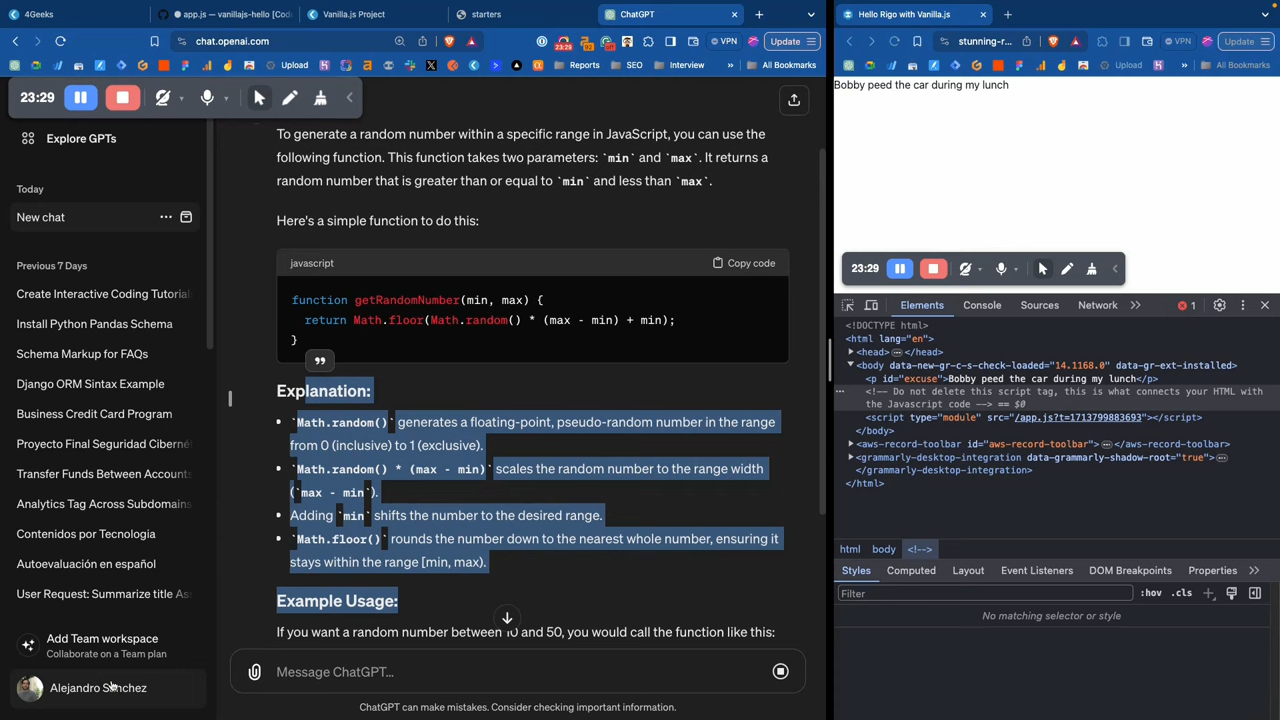 4Geeks
● app.js — vanillajs-hello [Cod
Vanilla.js Project
starters
ChatGPT
chat.openai.com
23:29
VPN
Update
Upload
Reports
SEO
Interview
All Bookmarks
23:29
Explore GPTs
Today
New chat
Previous 7 Days
Create Interactive Coding Tutorial
Install Python Pandas Schema
Schema Markup for FAQs
Django ORM Sintax Example
Business Credit Card Program
Proyecto Final Seguridad Ciberné
Transfer Funds Between Accounts
Analytics Tag Across Subdomains
Contenidos por Tecnologia
Autoevaluación en español
User Request: Summarize title Ass
Add Team workspace
Collaborate on a Team plan
Alejandro Sánchez
To generate a random number within a specific range in JavaScript, you can use the
following function. This function takes two parameters: `min` and `max`. It returns a
random number that is greater than or equal to `min` and less than `max`.
Here's a simple function to do this:
javascript
Copy code
function getRandomNumber(min, max) {
return Math.floor(Math.random() * (max - min) + min);
}
Explanation:
• `Math.random()` generates a floating-point, pseudo-random number in the range
from 0 (inclusive) to 1 (exclusive).
• `Math.random() * (max - min)` scales the random number to the range width
(`max - min`).
• Adding `min` shifts the number to the desired range.
• `Math.floor()` rounds the number down to the nearest whole number, ensuring it
stays within the range [min, max).
Example Usage:
If you want a random number between 10 and 50, you would call the function like this:
Message ChatGPT...
ChatGPT can make mistakes. Consider checking important information.
Hello Rigo with Vanilla.js
stunning-r...
VPN
Update
Upload
All Bookmarks
Bobby peed the car during my lunch
23:29
Elements
Console
Sources
Network
1
<!DOCTYPE html>
<html lang="en">
<head> </head>
<body data-new-gr-c-s-check-loaded="14.1168.0" data-gr-ext-installed>
<p id="excuse">Bobby peed the car during my lunch</p>
<!-- Do not delete this script tag, this is what connects your HTML with
the Javascript code --> == $0
<script type="module" src="/app.js?t=1713799883693"></script>
<aws-record-toolbar id="aws-record-toolbar"> </aws-record-toolbar>
<grammarly-desktop-integration data-grammarly-shadow-root="true">
</grammarly-desktop-integration>
</html>
html
body
<!-->
Styles
Computed
Layout
Event Listeners
DOM Breakpoints
Properties
Filter
:hov
.cls
No matching selector or style